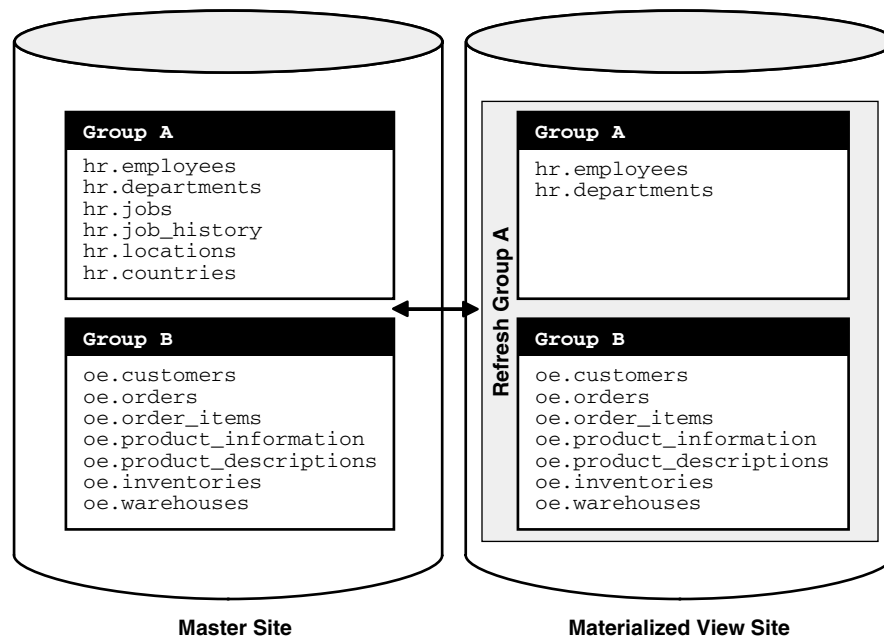 Group A
hr.employees
hr.departments
hr.jobs
hr.job_history
hr.locations
hr.countries
Group B
oe.customers
oe.orders
oe.order_items
oe.product_information
oe.product_descriptions
oe.inventories
oe.warehouses
Master Site
Refresh Group A
Group A
hr.employees
hr.departments
Group B
oe.customers
oe.orders
oe.order_items
oe.product_information
oe.product_descriptions
oe.inventories
oe.warehouses
Materialized View Site